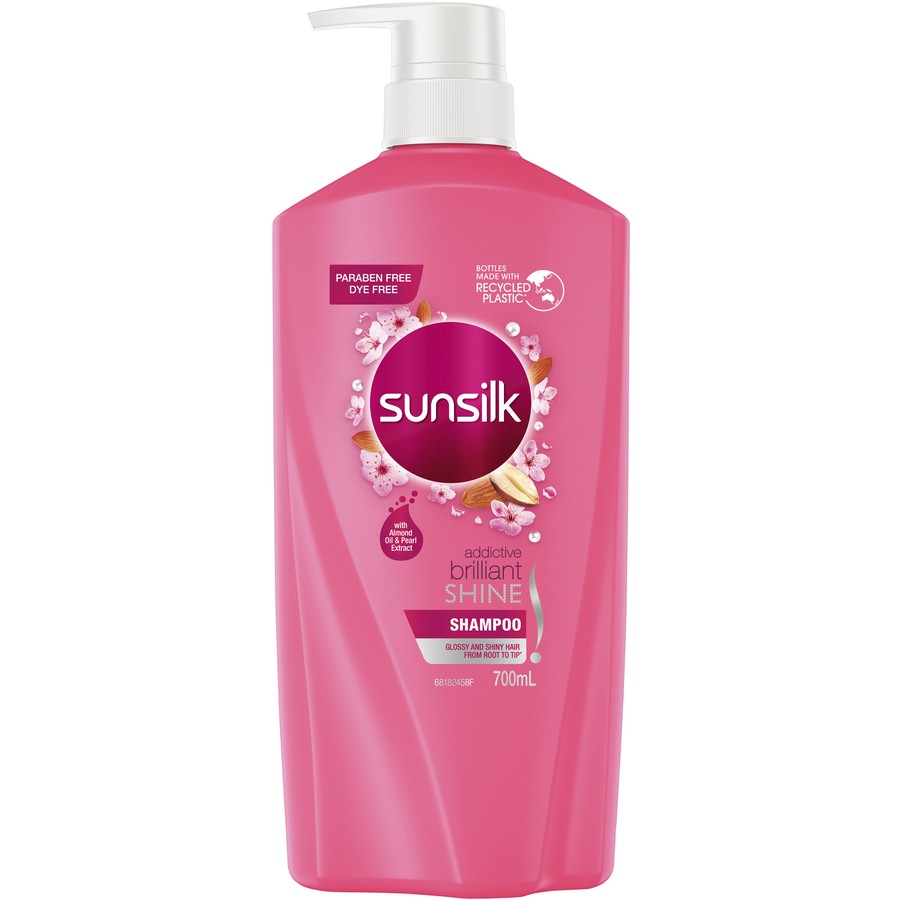 PARABEN FREE
DYE FREE
BOTTLES
MADE WITH
RECYCLED
PLASTIC*
sunsilk
with
Almond
Oil & Pearl
Extract
addictive
brilliant
SHINE
SHAMPOO
GLOSSY AND SHINY HAIR
FROM ROOT TO TIP*
68182458F
700mL